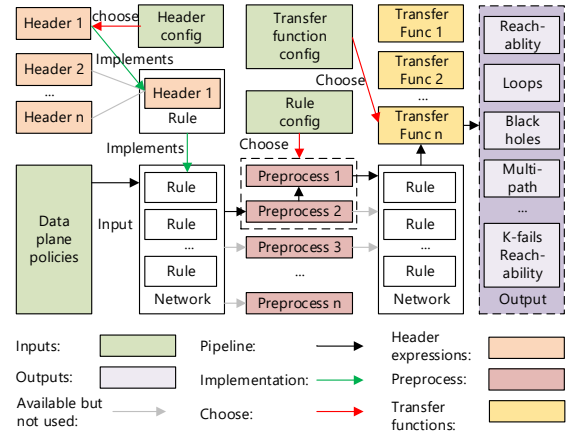 Header 1
choose
Header
config
Transfer
function
config
Transfer
Func 1
Reach-
ablity
Implements
Header 2
...
Header n
Header 1
Rule
Choose
Transfer
Func 2
...
Loops
Rule
config
Transfer
Func n
Black
holes
Implements
Choose
Data
plane
policies
Input
Rule
Rule
...
Rule
Network
Preprocess 1
Preprocess 2
Preprocess 3
...
Preprocess n
Rule
Rule
...
Rule
Network
Multi-
path
...
K-fails
Reach-
ability
Output
Inputs:
Pipeline:
Header
expressions:
Outputs:
Implementation:
Preprocess:
Available but
not used:
Choose:
Transfer
functions: